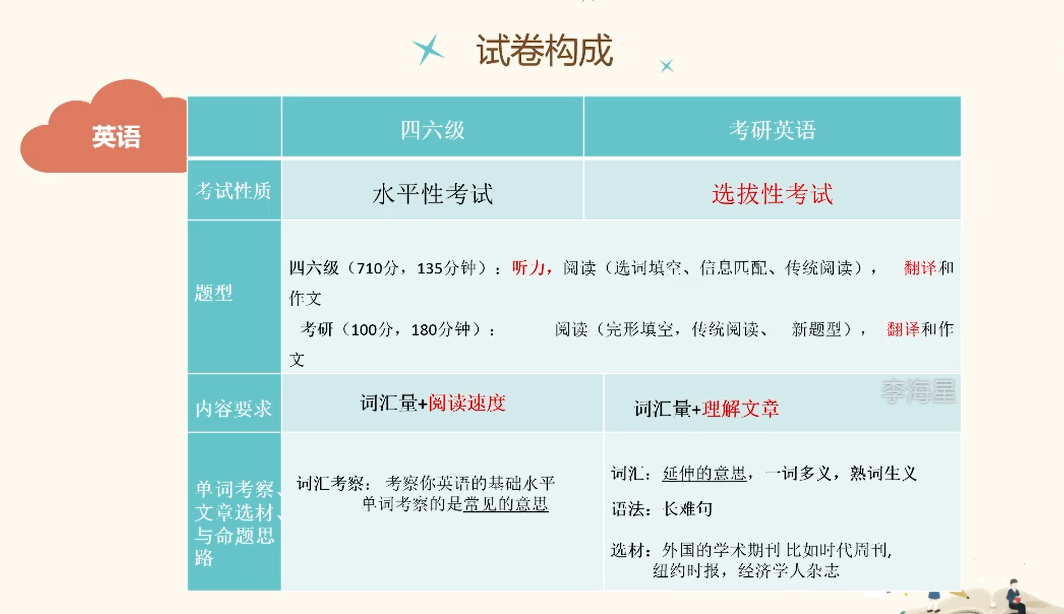 试卷构成
英语
四六级
考研英语
考试性质
水平性考试
选拔性考试
题型
四六级（710分，135分钟）：听力，阅读（选词填空、信息匹配、传统阅读）， 翻译和
作文
考研（100分，180分钟）： 阅读（完形填空，传统阅读、 新题型）， 翻译和作
文
内容要求
词汇量+阅读速度
词汇量+理解文章
李海星
单词考察、
文章选材、
与命题思
路
词汇考察： 考察你英语的基础水平
单词考察的是常见的意思
词汇：延伸的意思，一词多义，熟词生义
语法：长难句
选材：外国的学术期刊 比如时代周刊,
纽约时报，经济学人杂志